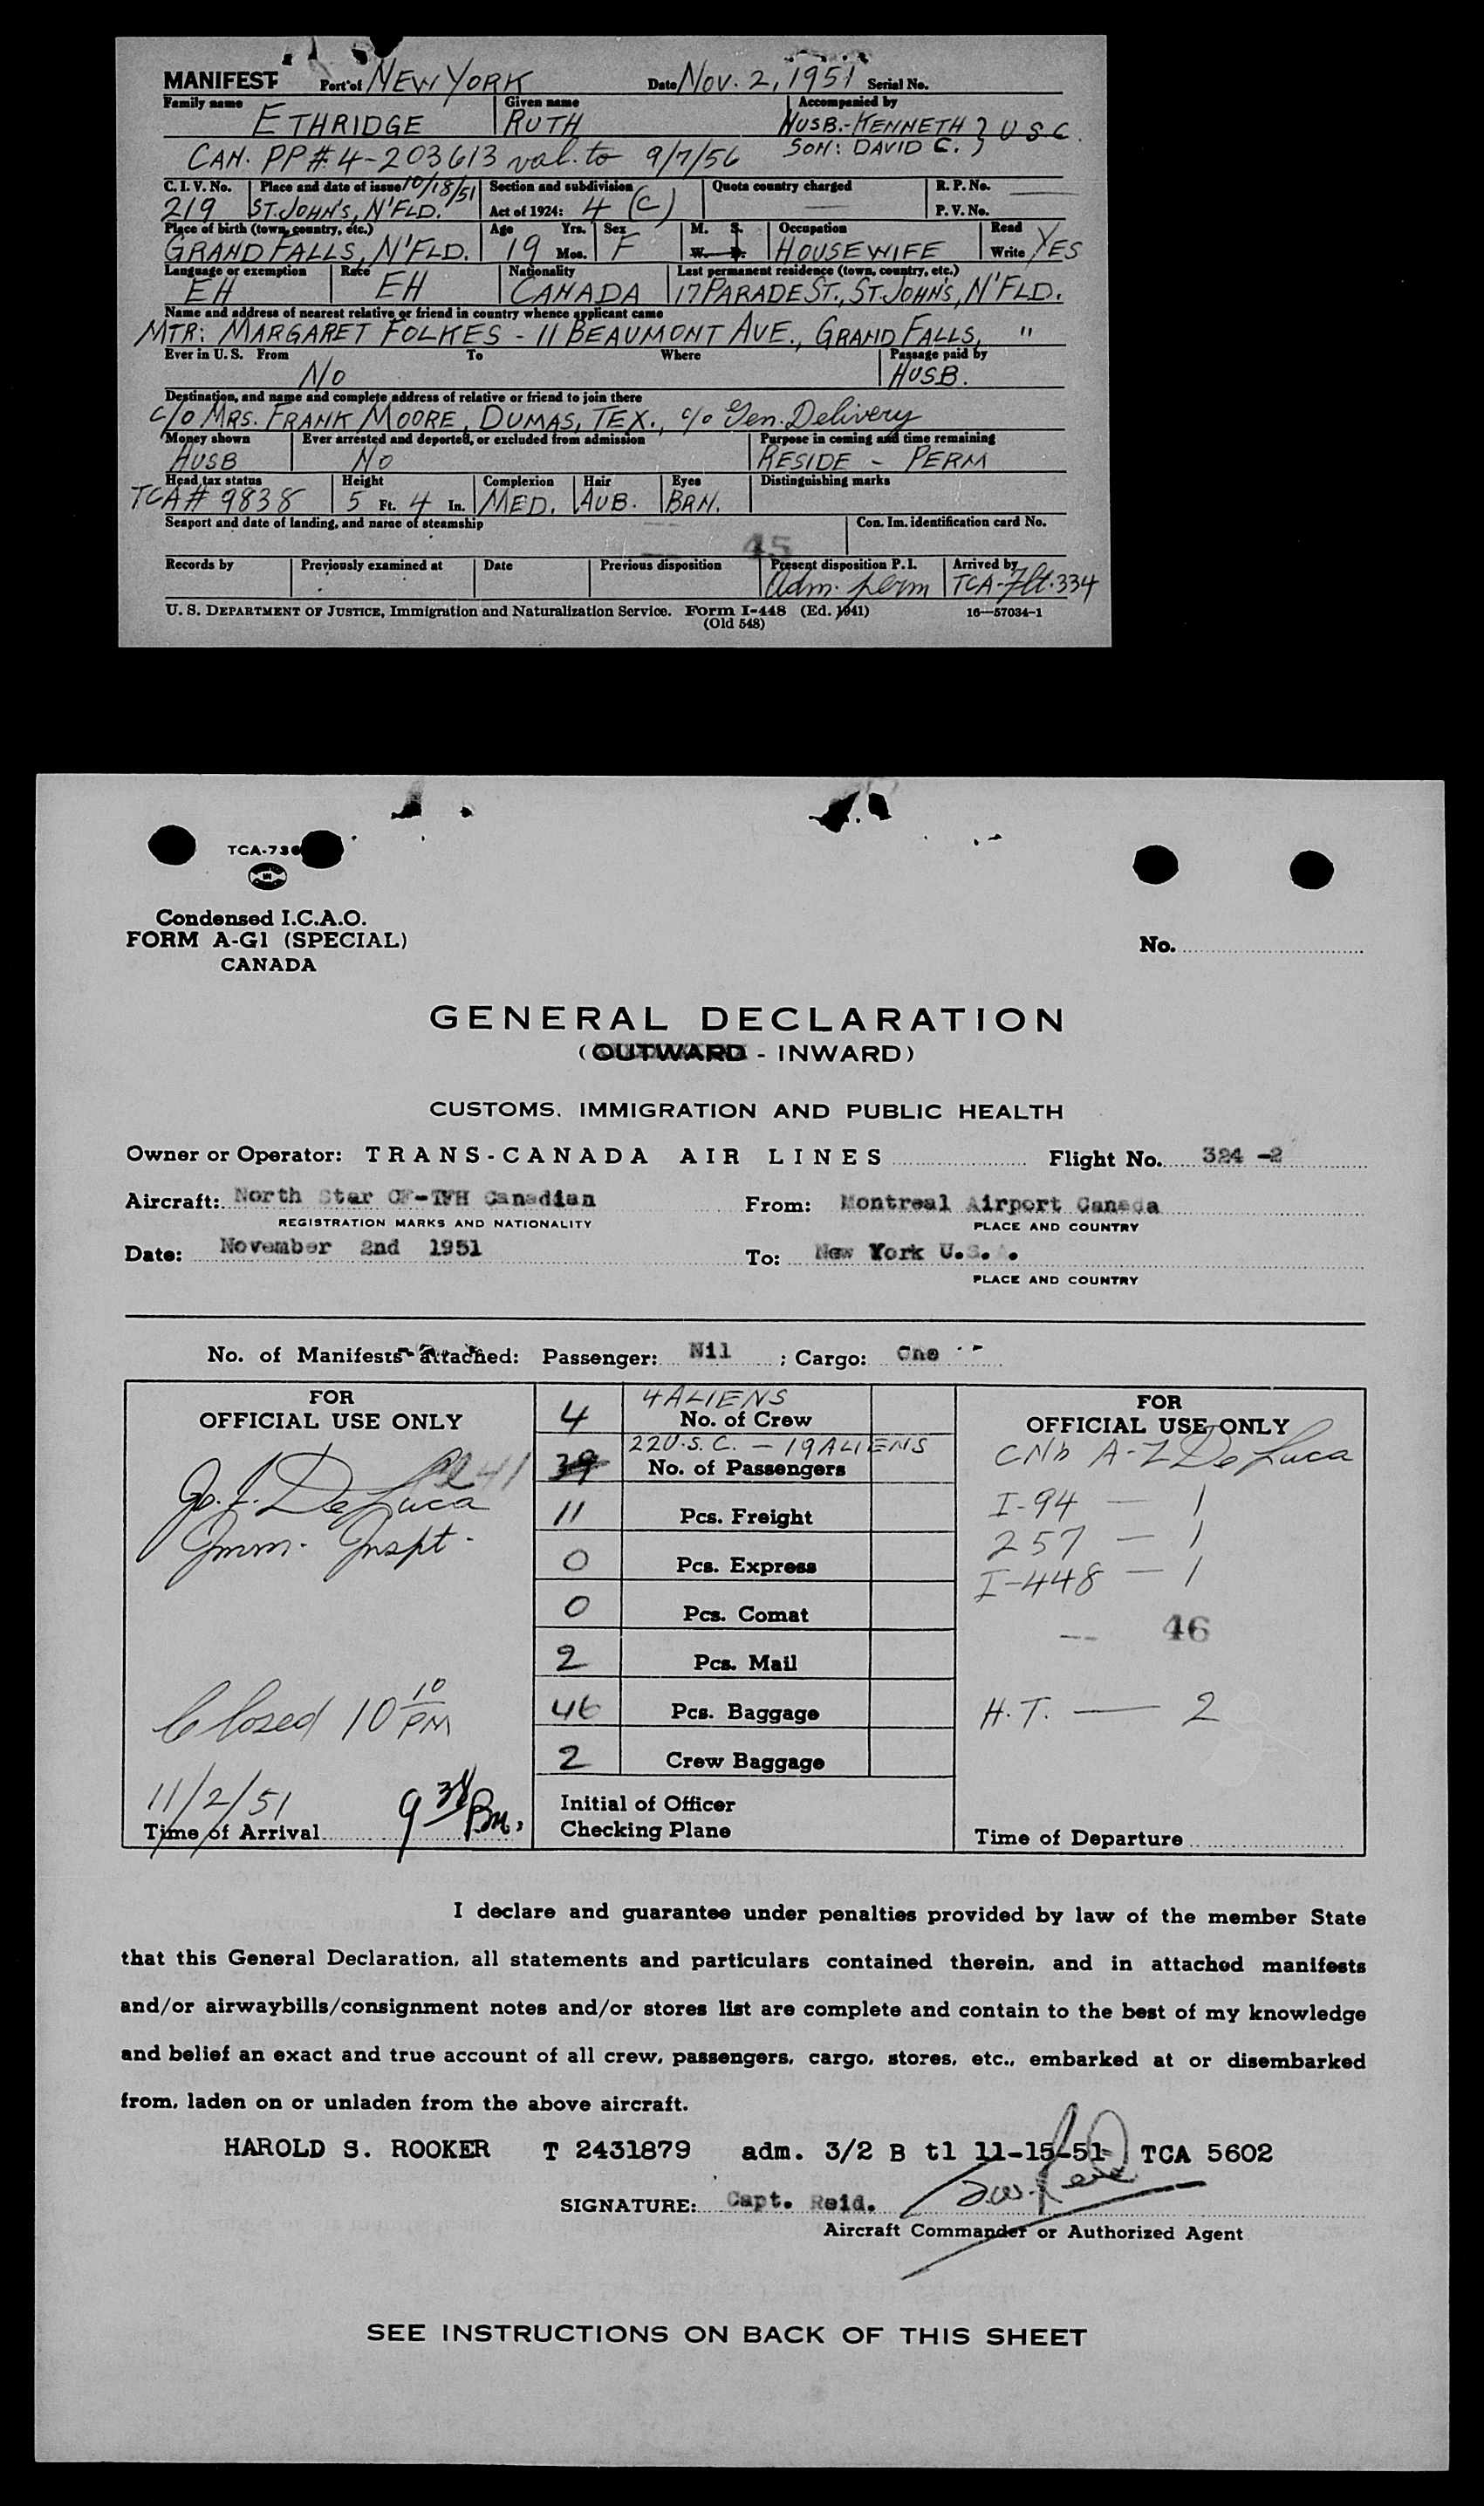 MANIFEST Port of NEW YORK Date NOV. 2, 1951 Serial No.
Family name Given name Accompanied by
ETHRIDGE RUTH HUSB.-KENNETH } U.S.C.
CAN. PP# 4-203613 val. to 9/7/56 SON: DAVID C. }
C. I. V. No. Place and date of issue 10/18/51 Section and subdivision Quota country charged R. P. No.
219 ST. JOHN'S, N'FLD. Act of 1924: 4 (C) P. V. No.
Place of birth (town, country, etc.) Age Yrs. Sex M. S. Occupation Read
GRAND FALLS, N'FLD. 19 Mos. F W. D. HOUSEWIFE Write YES
Language or exemption Race Nationality Last permanent residence (town, country, etc.)
EH EH CANADA 17 PARADE ST., ST. JOHN'S, N'FLD.
Name and address of nearest relative or friend in country whence applicant came
MTR: MARGARET FOLKES - 11 BEAUMONT AVE., GRAND FALLS, "
Ever in U. S. From To Where Passage paid by
NO HUSB.
Destination, and name and complete address of relative or friend to join there
c/o MRS. FRANK MOORE, DUMAS, TEX., c/o Gen. Delivery
Money shown Ever arrested and deported, or excluded from admission Purpose in coming and time remaining
HUSB NO RESIDE - PERM
Head tax status Height Complexion Hair Eyes Distinguishing marks
TCA# 9838 5 Ft. 4 In. MED. AUB. BRN.
Seaport and date of landing, and name of steamship Con. Im. identification card No.
45
Records by Previously examined at Date Previous disposition Present disposition P. I. Arrived by
Adm. perm TCA-Flt. 334
U. S. DEPARTMENT OF JUSTICE, Immigration and Naturalization Service. Form I-448 (Ed. 1941) 16—57034-1
(Old 548)
TCA-736
Condensed I.C.A.O.
FORM A-G1 (SPECIAL)
CANADA
No.
GENERAL DECLARATION
(OUTWARD - INWARD)
CUSTOMS, IMMIGRATION AND PUBLIC HEALTH
Owner or Operator: TRANS-CANADA AIR LINES Flight No. 324 -2
Aircraft: North Star CF-TFH Canadian From: Montreal Airport Canada
REGISTRATION MARKS AND NATIONALITY PLACE AND COUNTRY
Date: November 2nd 1951 To: New York U.S.A.
PLACE AND COUNTRY
No. of Manifests attached: Passenger: Nil ; Cargo: One
FOR
OFFICIAL USE ONLY
41
De Luca
Imm. Inspt.
Closed 10 10 PM
11/2/51
Time of Arrival 9 38 Pm.
4 4 ALIENS
No. of Crew
39 22 U.S.C. - 19 ALIENS
No. of Passengers
11 Pcs. Freight
0 Pcs. Express
0 Pcs. Comat
2 Pcs. Mail
46 Pcs. Baggage
2 Crew Baggage
Initial of Officer
Checking Plane
FOR
OFFICIAL USE ONLY
A-Z De Luca
I-94 — 1
257 — 1
I-448 — 1
46
H.T. — 2
Time of Departure
I declare and guarantee under penalties provided by law of the member State
that this General Declaration, all statements and particulars contained therein, and in attached manifests
and/or airwaybills/consignment notes and/or stores list are complete and contain to the best of my knowledge
and belief an exact and true account of all crew, passengers, cargo, stores, etc., embarked at or disembarked
from, laden on or unladen from the above aircraft.
HAROLD S. ROOKER T 2431879 adm. 3/2 B tl 11-15-51 TCA 5602
SIGNATURE: Capt. Reid.
Aircraft Commander or Authorized Agent
SEE INSTRUCTIONS ON BACK OF THIS SHEET